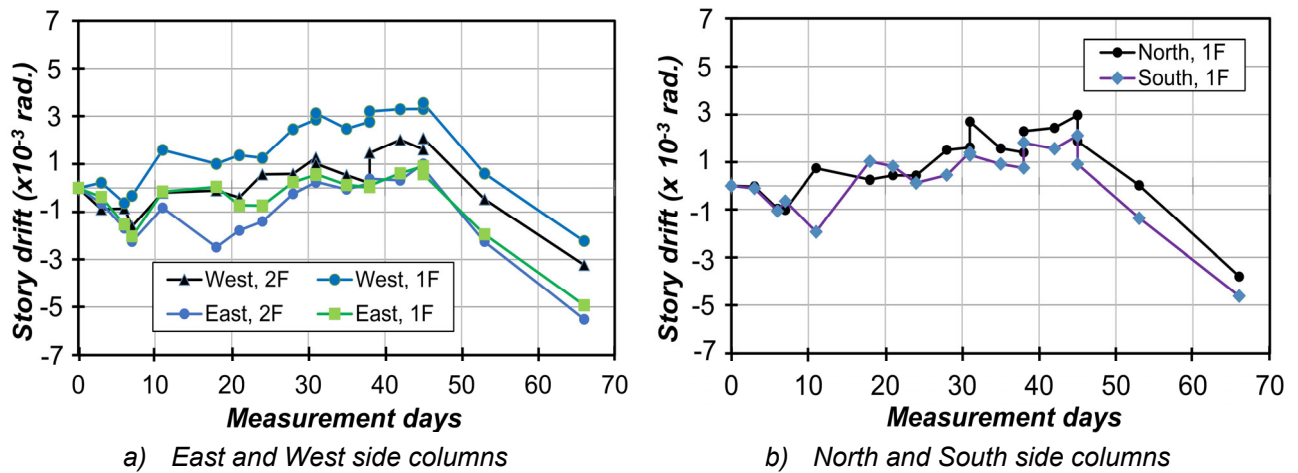 7
5
3
1
-1
-3
-5
-7
Story drift (x10⁻³ rad.)
West, 2F
West, 1F
East, 2F
East, 1F
0 10 20 30 40 50 60 70
Measurement days
a) East and West side columns
7
5
3
1
-1
-3
-5
-7
Story drift (x 10⁻³ rad.)
North, 1F
South, 1F
0 10 20 30 40 50 60 70
Measurement days
b) North and South side columns